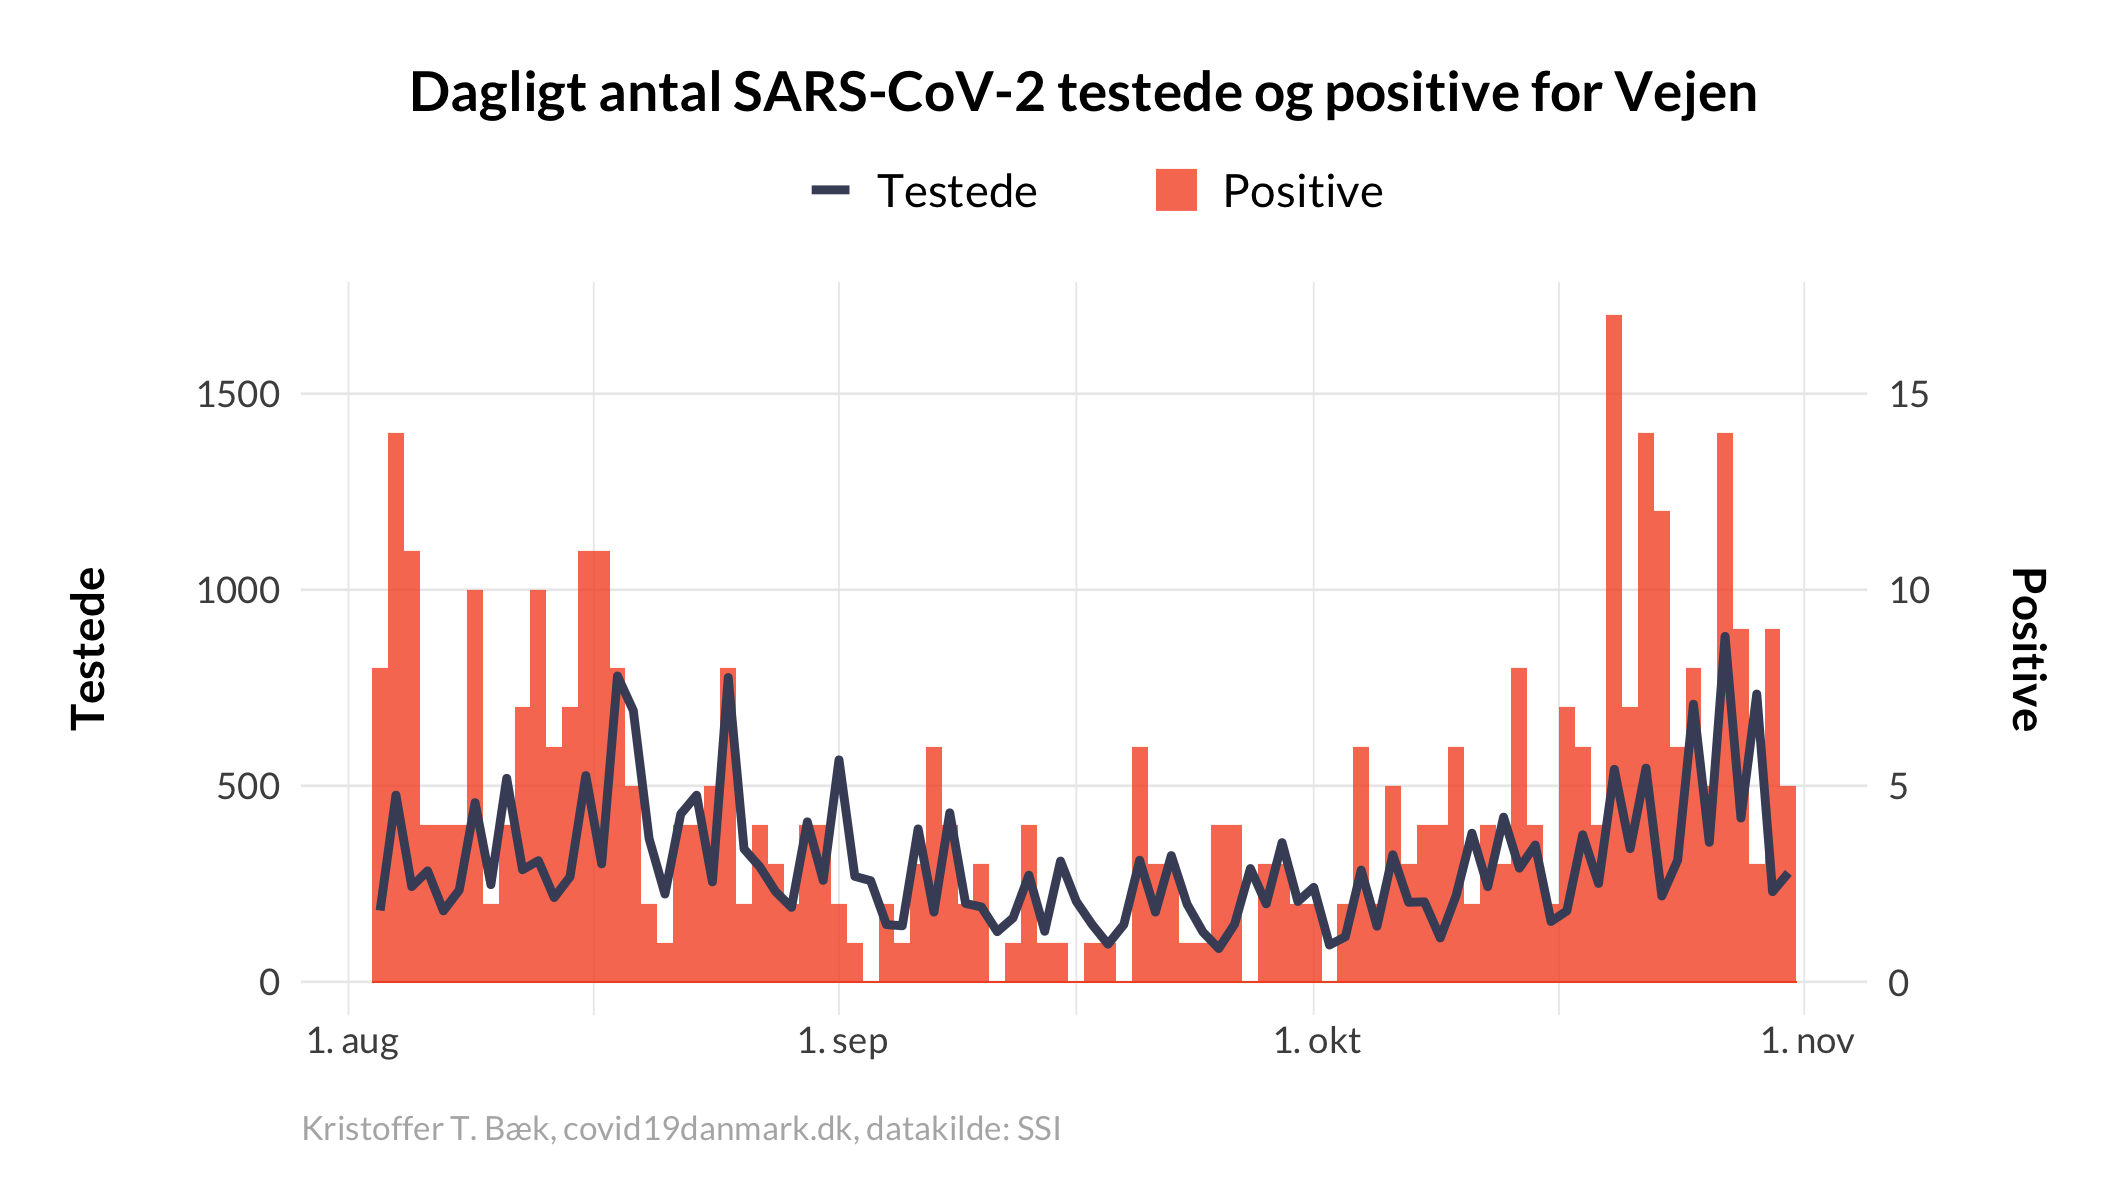 Dagligt antal SARS-CoV-2 testede og positive for Vejen
Testede
Positive
Testede
1500
1000
500
0
15
10
5
0
Positive
1. aug
1. sep
1. okt
1. nov
Kristoffer T. Bæk, covid19danmark.dk, datakilde: SSI